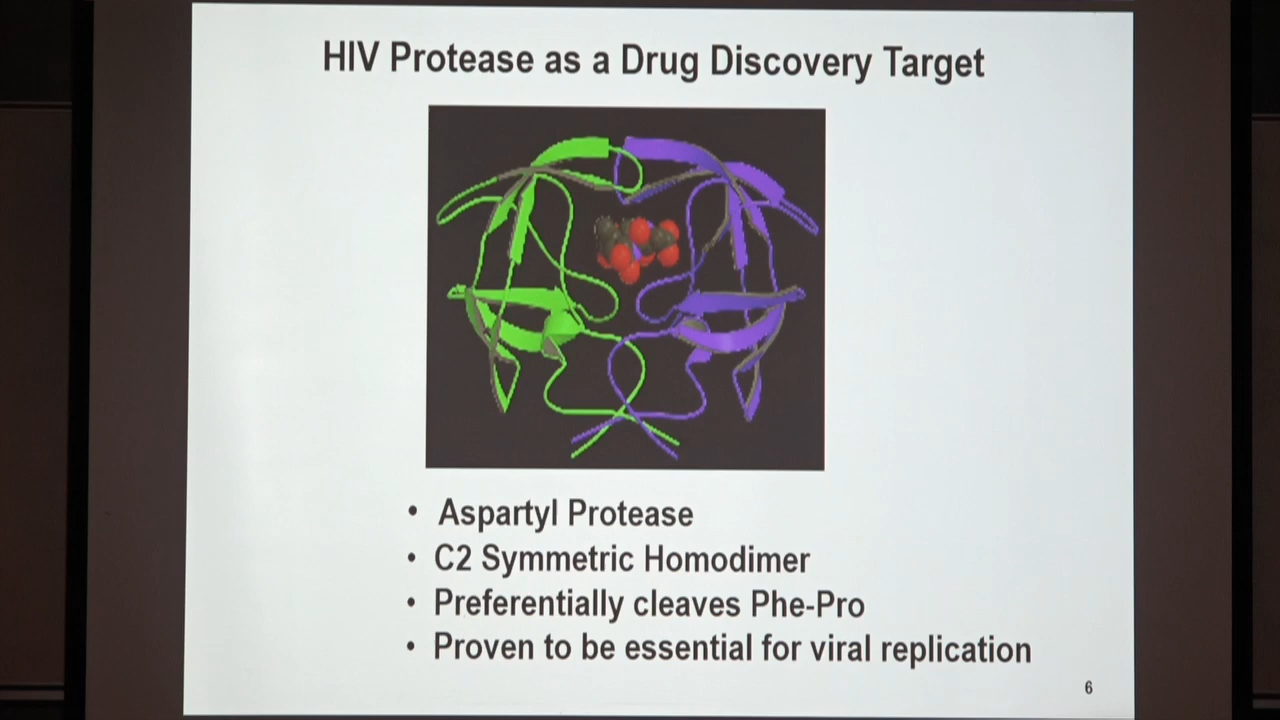 HIV Protease as a Drug Discovery Target
• Aspartyl Protease
• C2 Symmetric Homodimer
• Preferentially cleaves Phe-Pro
• Proven to be essential for viral replication
6